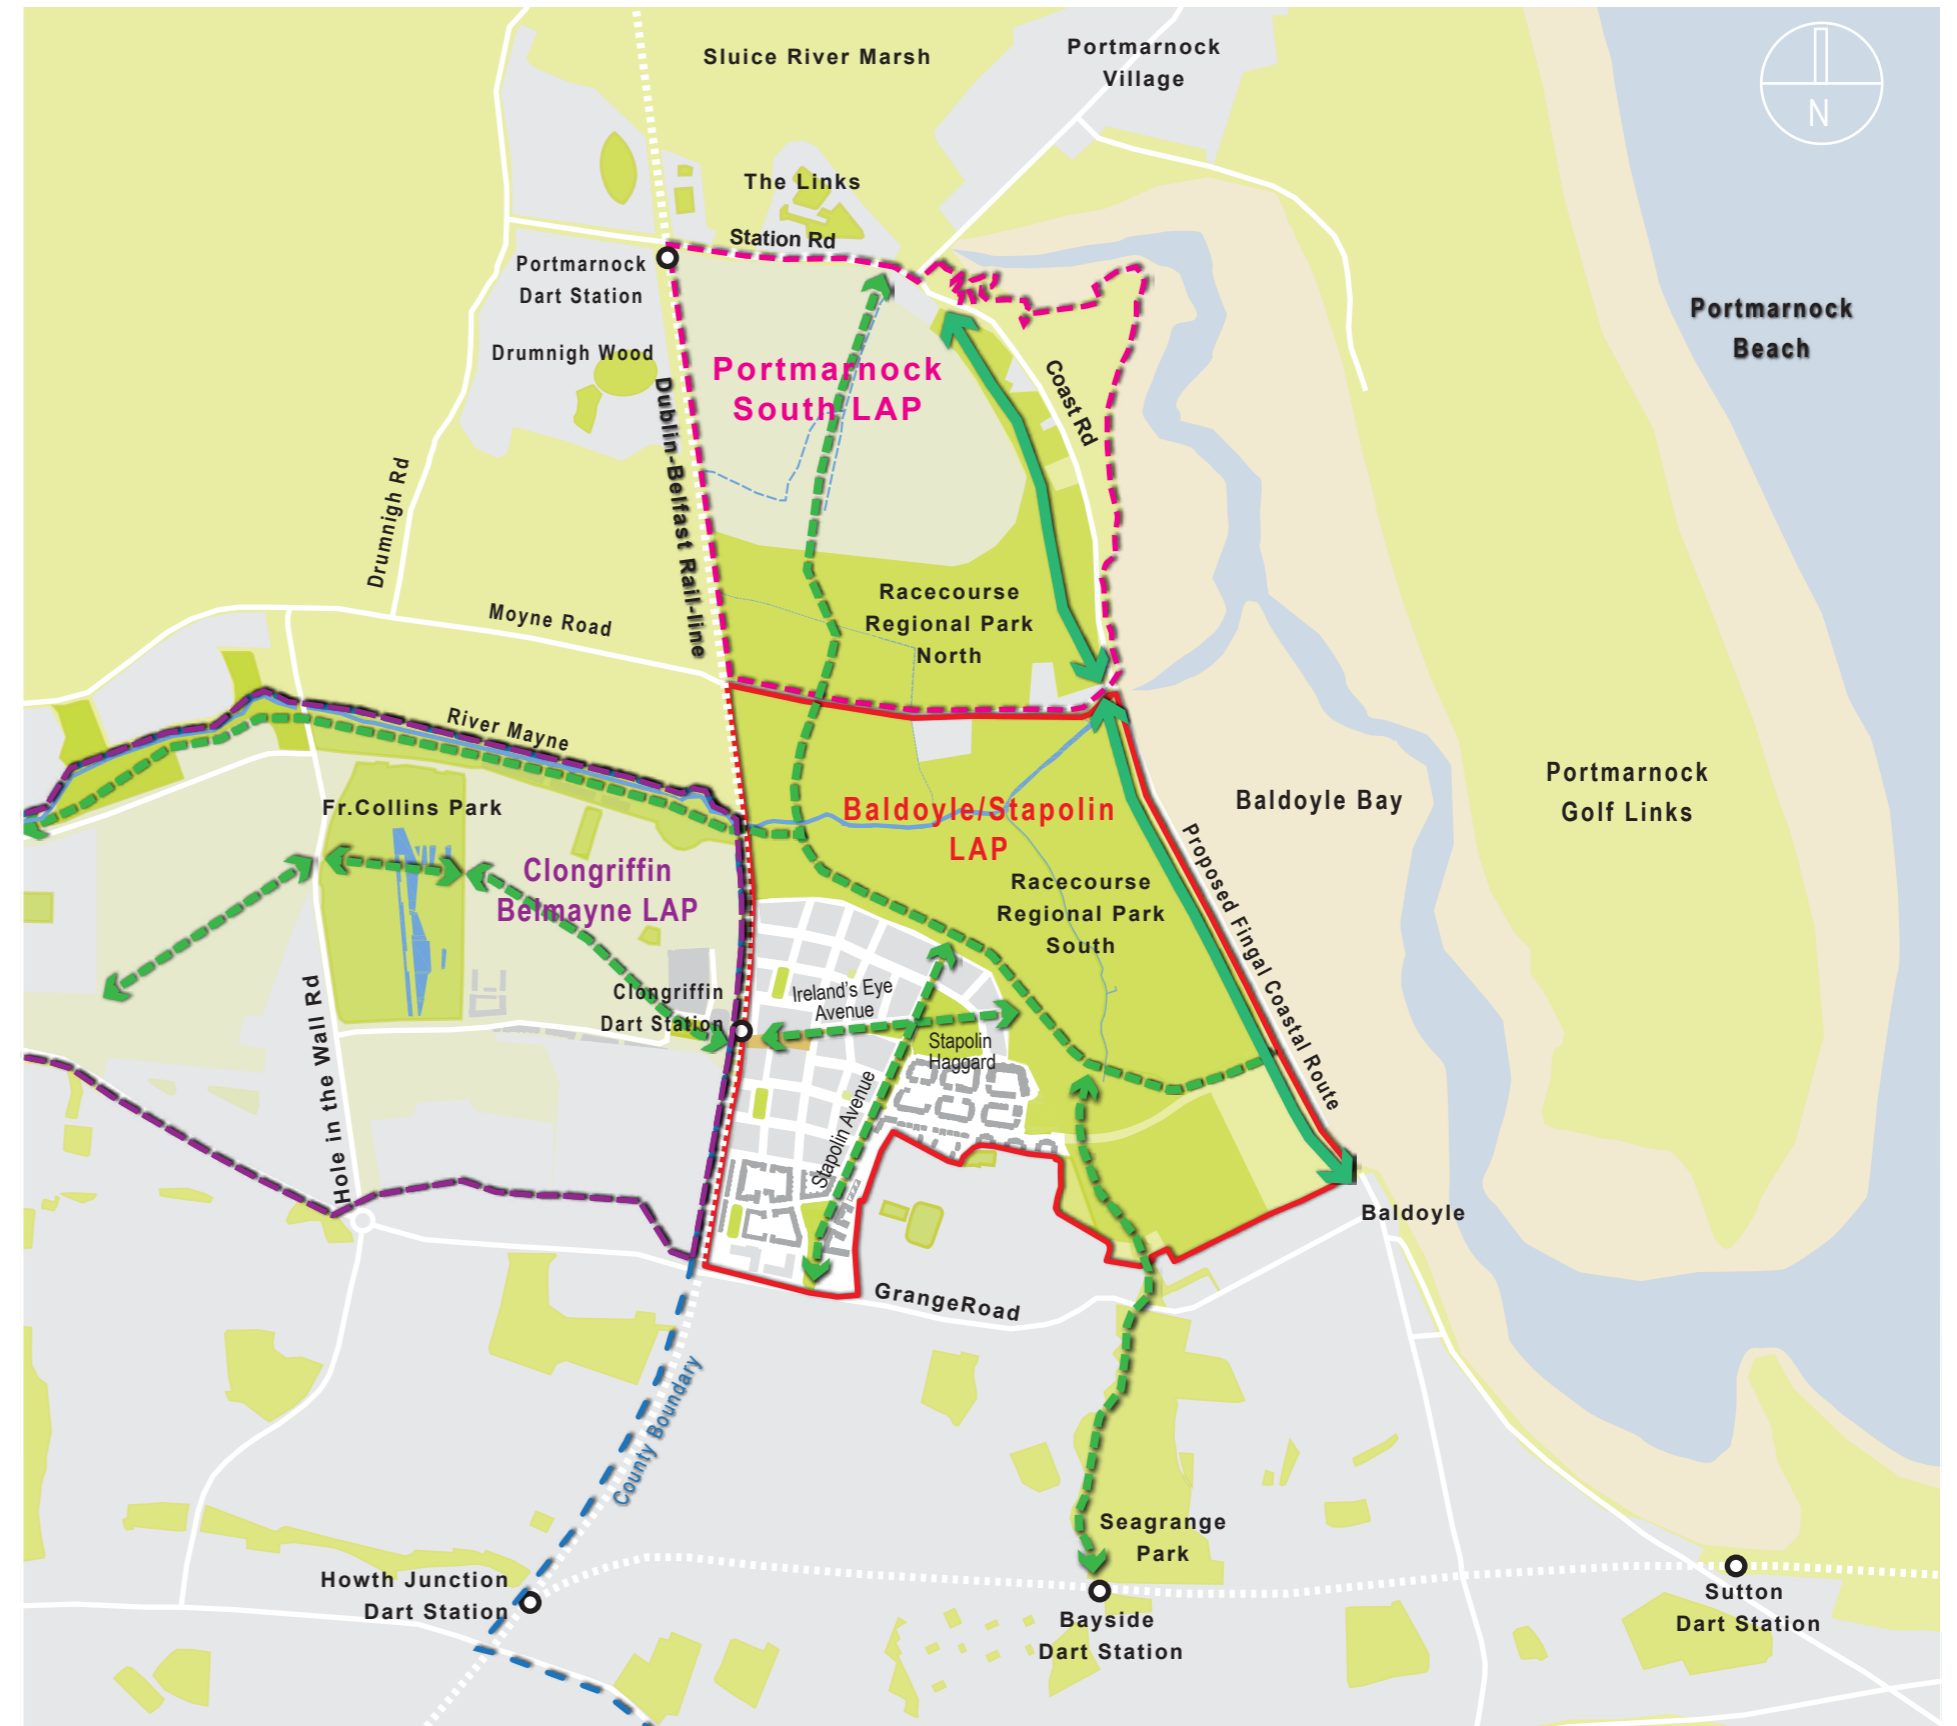 Sluice River Marsh
Portmarnock
Village
N
The Links
Station Rd
Portmarnock
Dart Station
Portmarnock
Beach
Drumnigh Wood
Portmarnock
South LAP
Coast Rd
Dublin-Belfast Rail-line
Drumnigh Rd
Racecourse
Regional Park
North
Moyne Road
River Mayne
Fr.Collins Park
Baldoyle/Stapolin
LAP
Baldoyle Bay
Portmarnock
Golf Links
Clongriffin
Belmayne LAP
Racecourse
Regional Park
South
Proposed Fingal Coastal Route
Clongriffin
Dart Station
Ireland's Eye
Avenue
Stapolin
Haggard
Hole in the Wall Rd
Stapolin Avenue
Baldoyle
GrangeRoad
County Boundary
Seagrange
Park
Howth Junction
Dart Station
Bayside
Dart Station
Sutton
Dart Station